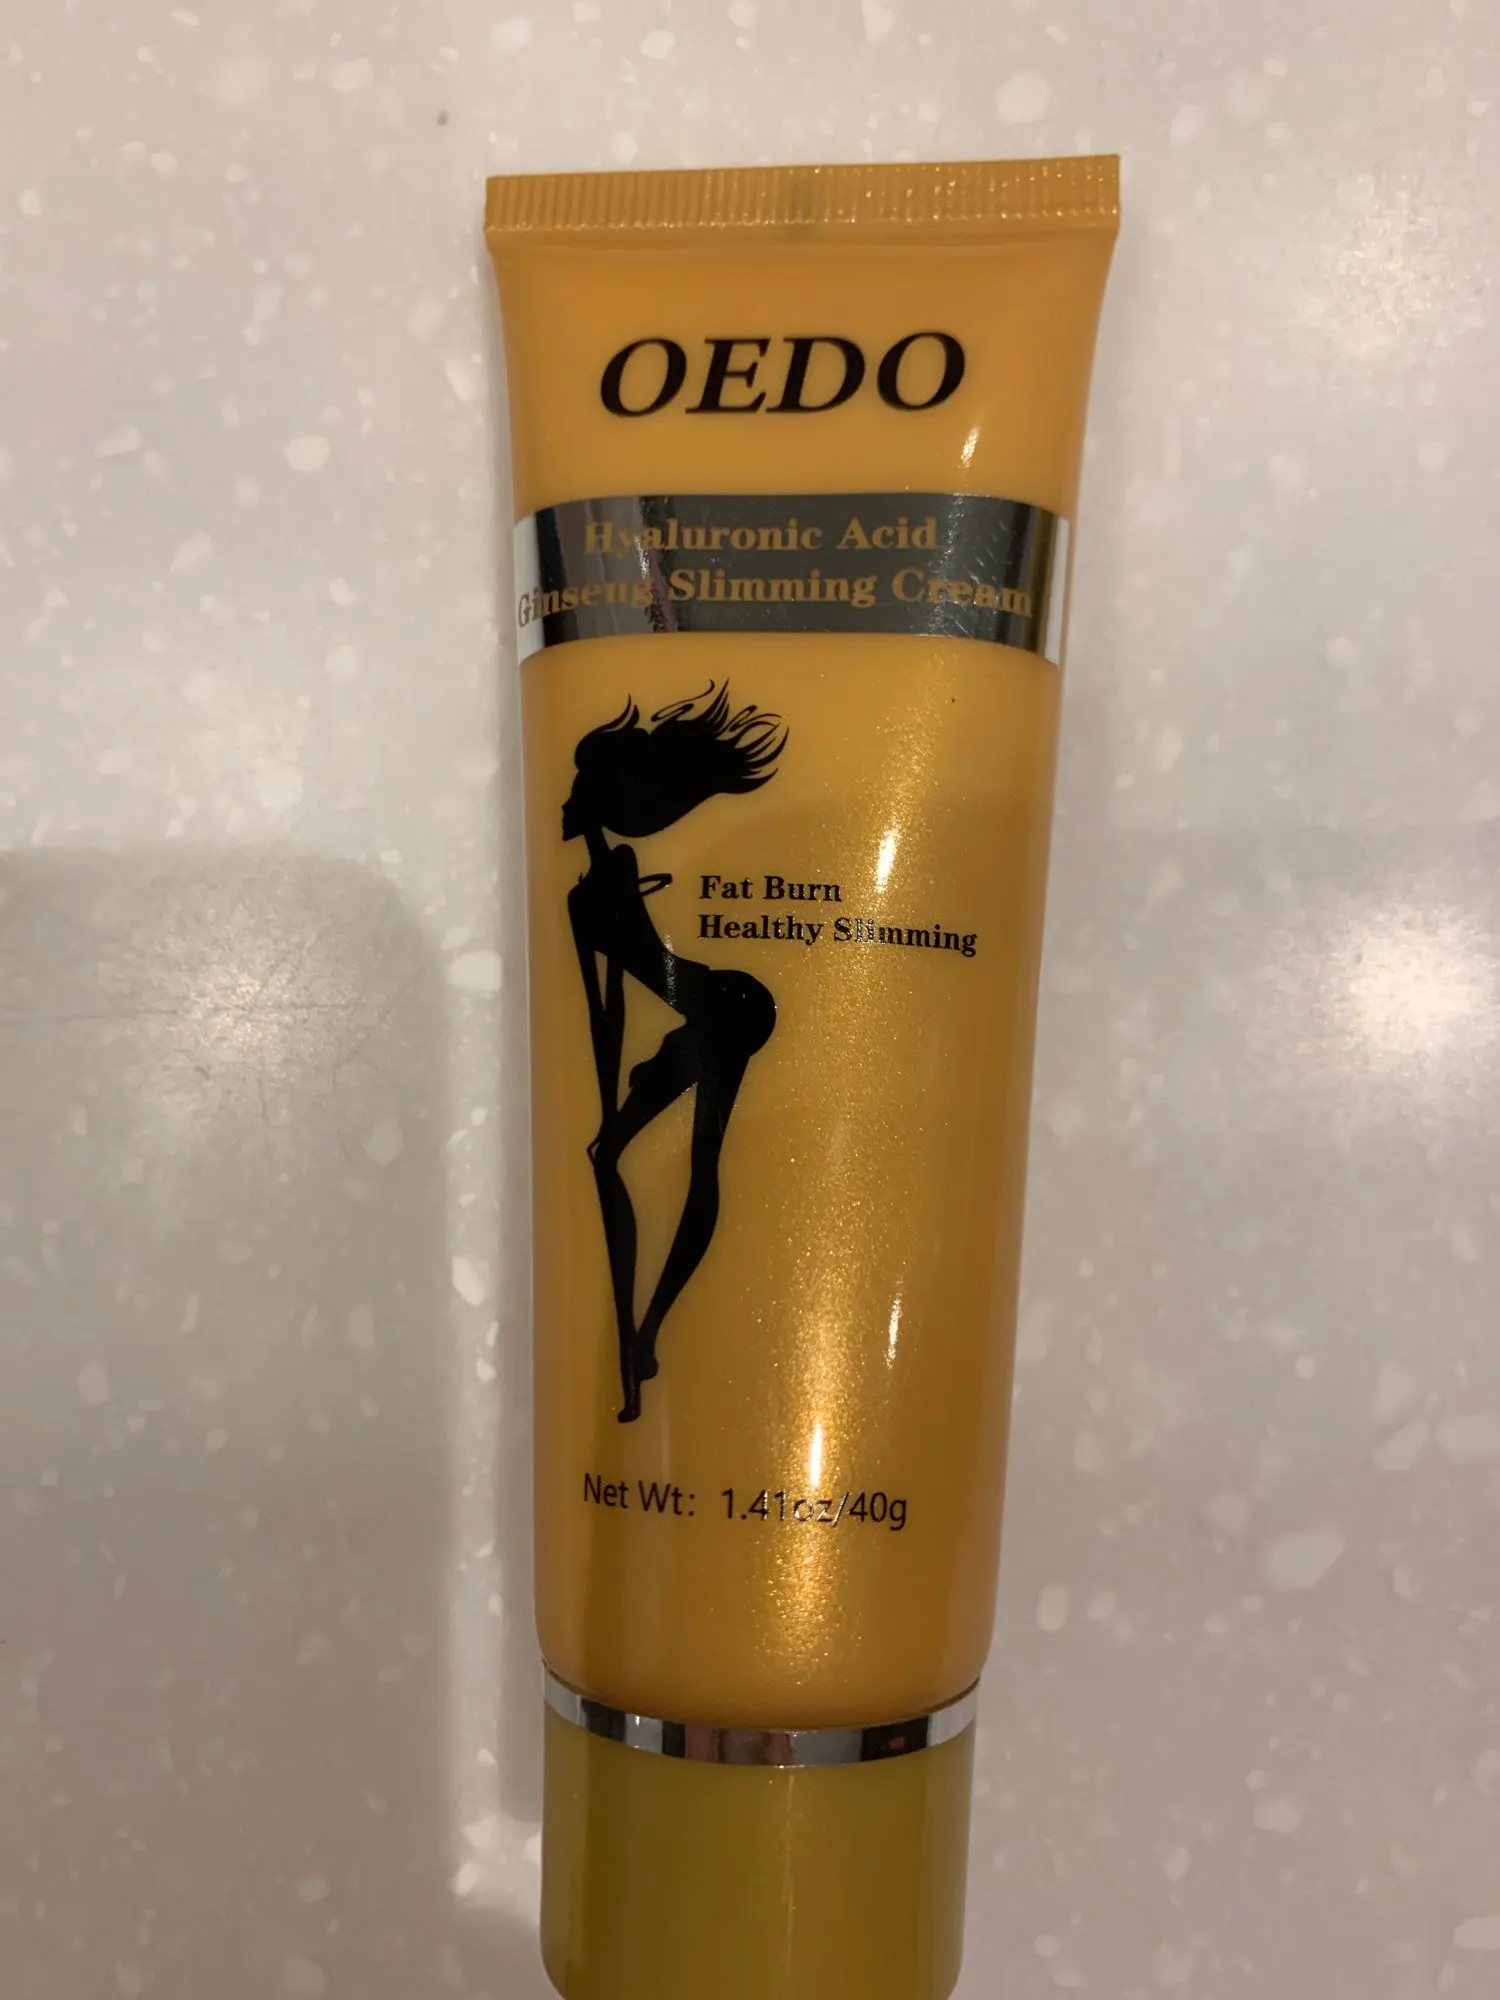 OEDO
Hyaluronic Acid
Ginseng Slimming Cream
Fat Burn
Healthy Slimming
Net Wt: 1.41oz/40g